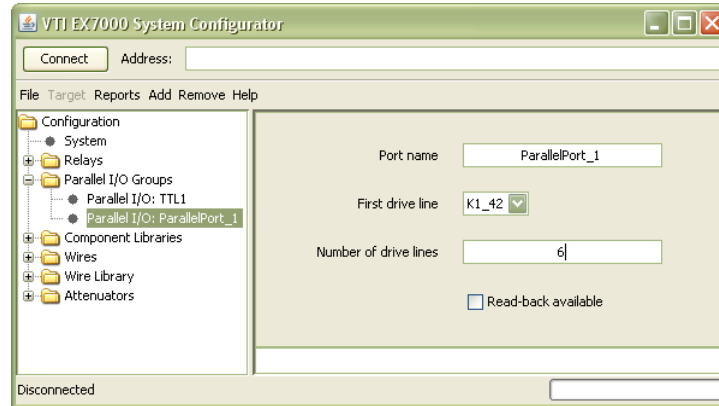 VTI EX7000 System Configurator
Connect Address:
File Target Reports Add Remove Help
Configuration
System
Relays
Parallel I/O Groups
Parallel I/O: TTL1
Parallel I/O: ParallelPort_1
Component Libraries
Wires
Wire Library
Attenuators
Port name ParallelPort_1
First drive line K1_42
Number of drive lines 6
Read-back available
Disconnected